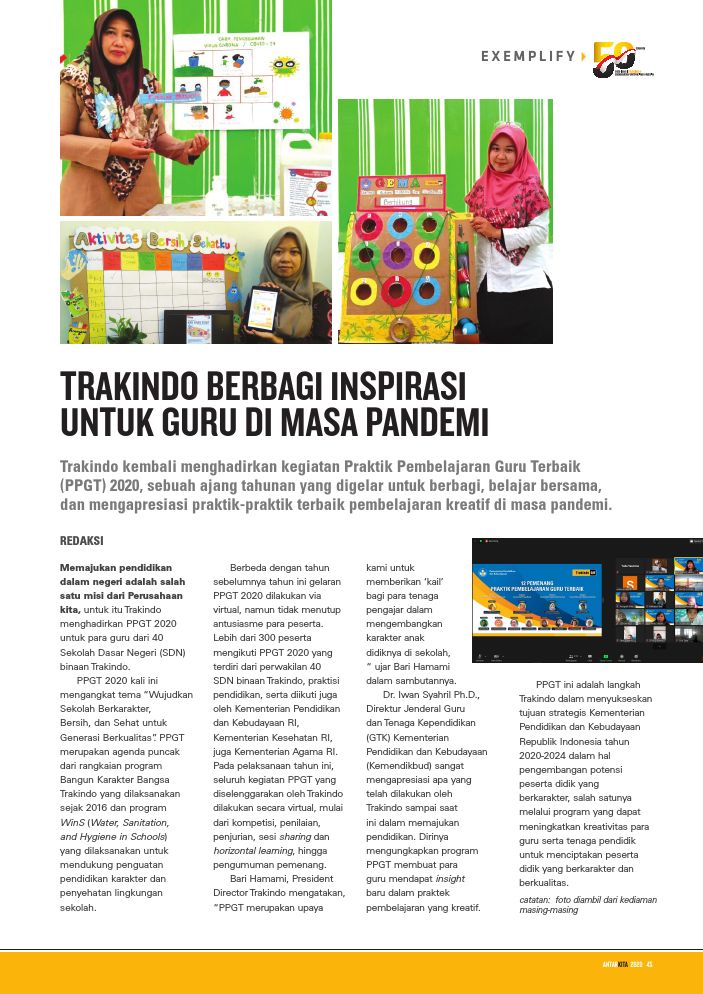 EXEMPLIFY
50
CARA PENCEGAHAN
VIRUS CORONA / COVID-19
GEMA
Berhitung
Aktivitas Bersih Sehatku
TRAKINDO BERBAGI INSPIRASI
UNTUK GURU DI MASA PANDEMI
Trakindo kembali menghadirkan kegiatan Praktik Pembelajaran Guru Terbaik
(PPGT) 2020, sebuah ajang tahunan yang digelar untuk berbagi, belajar bersama,
dan mengapresiasi praktik-praktik terbaik pembelajaran kreatif di masa pandemi.
REDAKSI
Memajukan pendidikan
dalam negeri adalah salah
satu misi dari Perusahaan
kita, untuk itu Trakindo
menghadirkan PPGT 2020
untuk para guru dari 40
Sekolah Dasar Negeri (SDN)
binaan Trakindo.
PPGT 2020 kali ini
mengangkat tema “Wujudkan
Sekolah Berkarakter,
Bersih, dan Sehat untuk
Generasi Berkualitas”. PPGT
merupakan agenda puncak
dari rangkaian program
Bangun Karakter Bangsa
Trakindo yang dilaksanakan
sejak 2016 dan program
WinS (Water, Sanitation,
and Hygiene in Schools)
yang dilaksanakan untuk
mendukung penguatan
pendidikan karakter dan
penyehatan lingkungan
sekolah.
Berbeda dengan tahun
sebelumnya tahun ini gelaran
PPGT 2020 dilakukan via
virtual, namun tidak menutup
antusiasme para peserta.
Lebih dari 300 peserta
mengikuti PPGT 2020 yang
terdiri dari perwakilan 40
SDN binaan Trakindo, praktisi
pendidikan, serta diikuti juga
oleh Kementerian Pendidikan
dan Kebudayaan RI,
Kementerian Kesehatan RI,
juga Kementerian Agama RI.
Pada pelaksanaan tahun ini,
seluruh kegiatan PPGT yang
diselenggarakan oleh Trakindo
dilakukan secara virtual, mulai
dari kompetisi, penilaian,
penjurian, sesi sharing dan
horizontal learning, hingga
pengumuman pemenang.
Bari Hamami, President
Director Trakindo mengatakan,
“PPGT merupakan upaya
kami untuk
memberikan ‘kail’
bagi para tenaga
pengajar dalam
mengembangkan
karakter anak
didiknya di sekolah,
“ ujar Bari Hamami
dalam sambutannya.
Dr. Iwan Syahril Ph.D.,
Direktur Jenderal Guru
dan Tenaga Kependidikan
(GTK) Kementerian
Pendidikan dan Kebudayaan
(Kemendikbud) sangat
mengapresiasi apa yang
telah dilakukan oleh
Trakindo sampai saat
ini dalam memajukan
pendidikan. Dirinya
mengungkapkan program
PPGT membuat para
guru mendapat insight
baru dalam praktek
pembelajaran yang kreatif.
12 PEMENANG
PRAKTIK PEMBELAJARAN GURU TERBAIK
PPGT ini adalah langkah
Trakindo dalam menyukseskan
tujuan strategis Kementerian
Pendidikan dan Kebudayaan
Republik Indonesia tahun
2020-2024 dalam hal
pengembangan potensi
peserta didik yang
berkarakter, salah satunya
melalui program yang dapat
meningkatkan kreativitas para
guru serta tenaga pendidik
untuk menciptakan peserta
didik yang berkarakter dan
berkualitas.
catatan: foto diambil dari kediaman
masing-masing
ANTARKITA 2020 45